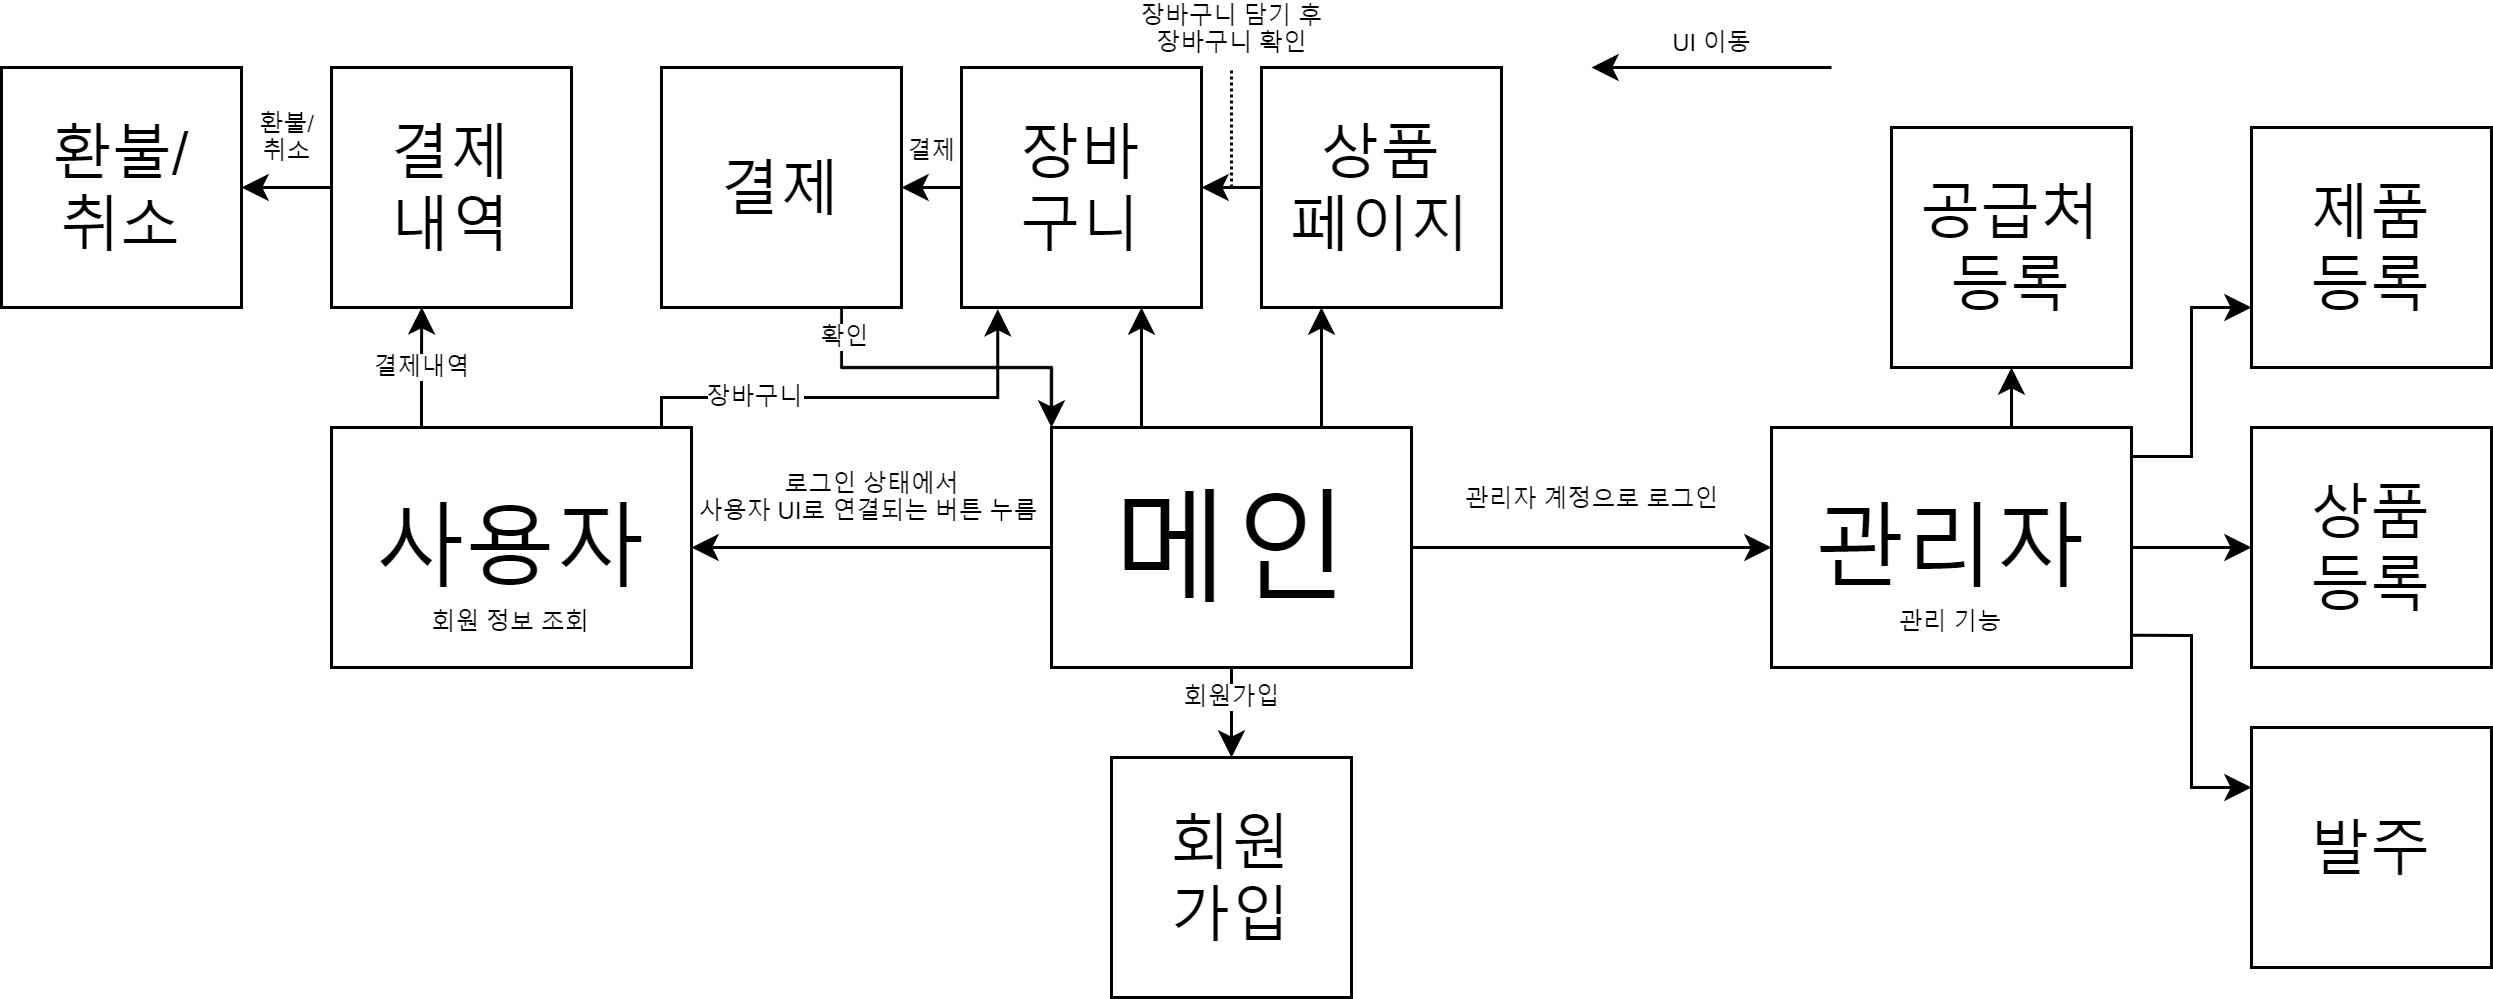 장바구니 담기 후
장바구니 확인
UI 이동
환불/
취소
환불/
취소
결제
내역
결제
결제
장바
구니
상품
페이지
공급처
등록
제품
등록
결제내역
확인
장바구니
사용자
회원 정보 조회
로그인 상태에서
사용자 UI로 연결되는 버튼 누름
메인
관리자 계정으로 로그인
관리자
관리 기능
상품
등록
회원가입
회원
가입
발주